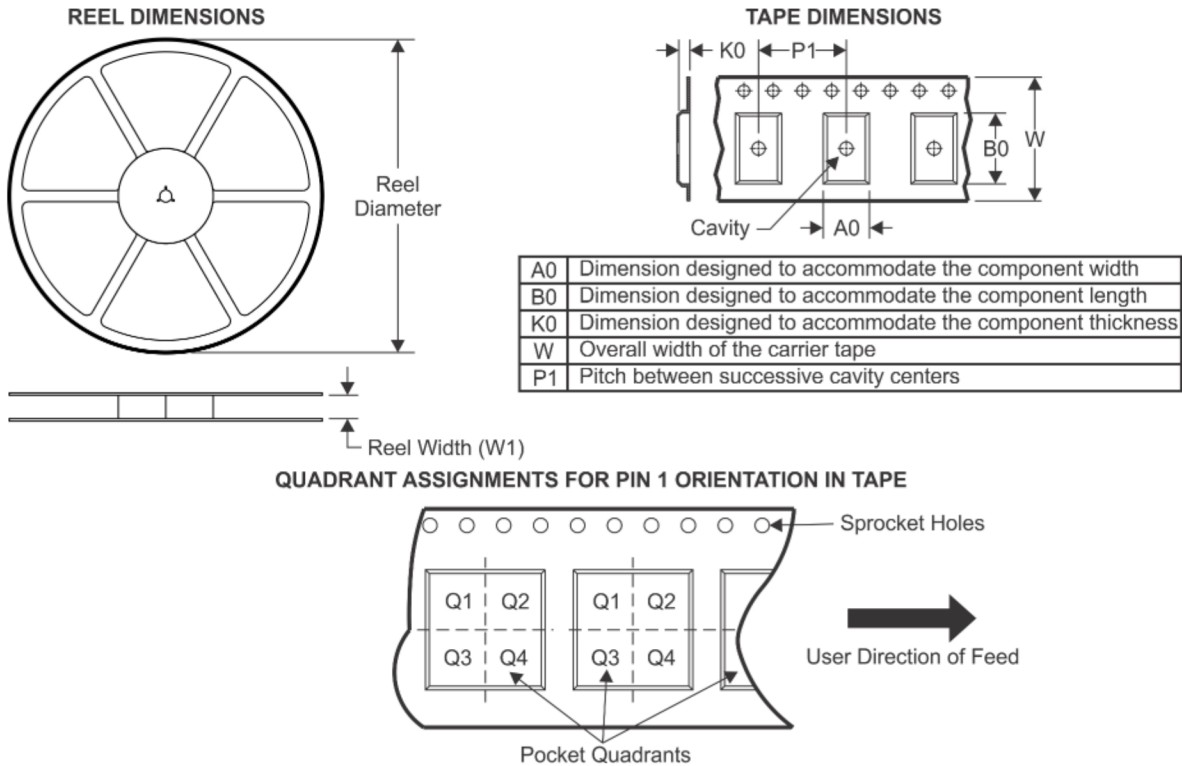 REEL DIMENSIONS
Reel
Diameter
Reel Width (W1)
TAPE DIMENSIONS
K0
P1
B0
W
Cavity
A0
A0 Dimension designed to accommodate the component width
B0 Dimension designed to accommodate the component length
K0 Dimension designed to accommodate the component thickness
W Overall width of the carrier tape
P1 Pitch between successive cavity centers
QUADRANT ASSIGNMENTS FOR PIN 1 ORIENTATION IN TAPE
Sprocket Holes
Q1 Q2 Q1 Q2
Q3 Q4 Q3 Q4
User Direction of Feed
Pocket Quadrants